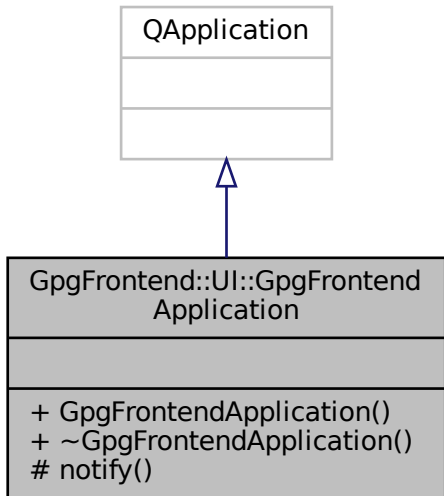 QApplication
GpgFrontend::UI::GpgFrontend
Application
+ GpgFrontendApplication()
+ ~GpgFrontendApplication()
# notify()